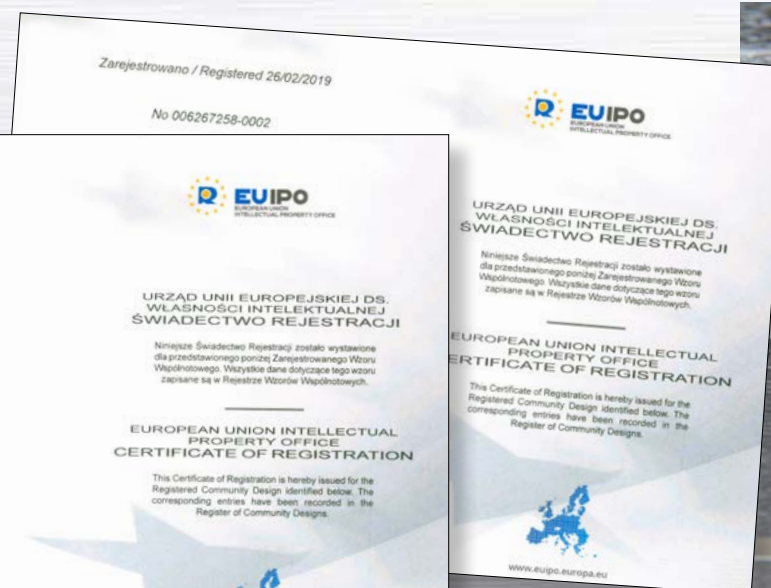 Zarejestrowano / Registered 26/02/2019
No 006267258-0002
EUIPO
EUROPEAN UNION
INTELLECTUAL PROPERTY OFFICE
URZĄD UNII EUROPEJSKIEJ DS.
WŁASNOŚCI INTELEKTUALNEJ
ŚWIADECTWO REJESTRACJI
Niniejsze Świadectwo Rejestracji zostało wystawione
dla przedstawionego poniżej Zarejestrowanego Wzoru
Wspólnotowego. Wszystkie dane dotyczące tego wzoru
zapisane są w Rejestrze Wzorów Wspólnotowych.
EUROPEAN UNION INTELLECTUAL
PROPERTY OFFICE
CERTIFICATE OF REGISTRATION
This Certificate of Registration is hereby issued for the
Registered Community Design identified below. The
corresponding entries have been recorded in the
Register of Community Designs.
EUIPO
EUROPEAN UNION
INTELLECTUAL PROPERTY OFFICE
URZĄD UNII EUROPEJSKIEJ DS.
WŁASNOŚCI INTELEKTUALNEJ
ŚWIADECTWO REJESTRACJI
Niniejsze Świadectwo Rejestracji zostało wystawione
dla przedstawionego poniżej Zarejestrowanego Wzoru
Wspólnotowego. Wszystkie dane dotyczące tego wzoru
zapisane są w Rejestrze Wzorów Wspólnotowych.
EUROPEAN UNION INTELLECTUAL
PROPERTY OFFICE
ERTIFICATE OF REGISTRATION
This Certificate of Registration is hereby issued for the
Registered Community Design identified below. The
corresponding entries have been recorded in the
Register of Community Designs.
www.euipo.europa.eu